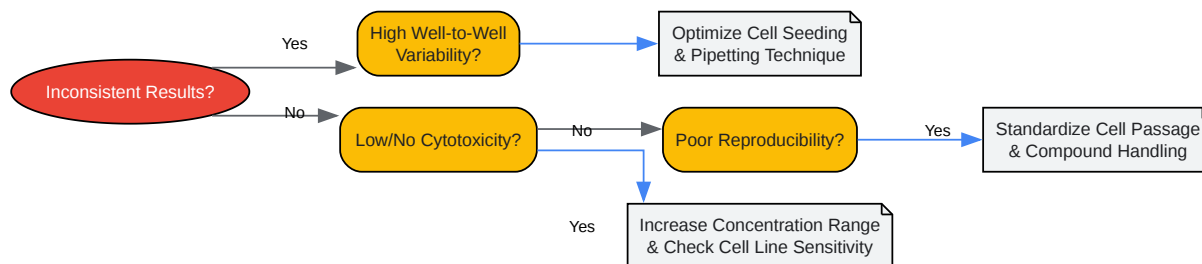 High Well-to-Well
Variability?
Optimize Cell Seeding
& Pipetting Technique
Yes
Inconsistent Results?
No
Low/No Cytotoxicity?
No
Poor Reproducibility?
Yes
Standardize Cell Passage
& Compound Handling
Yes
Increase Concentration Range
& Check Cell Line Sensitivity